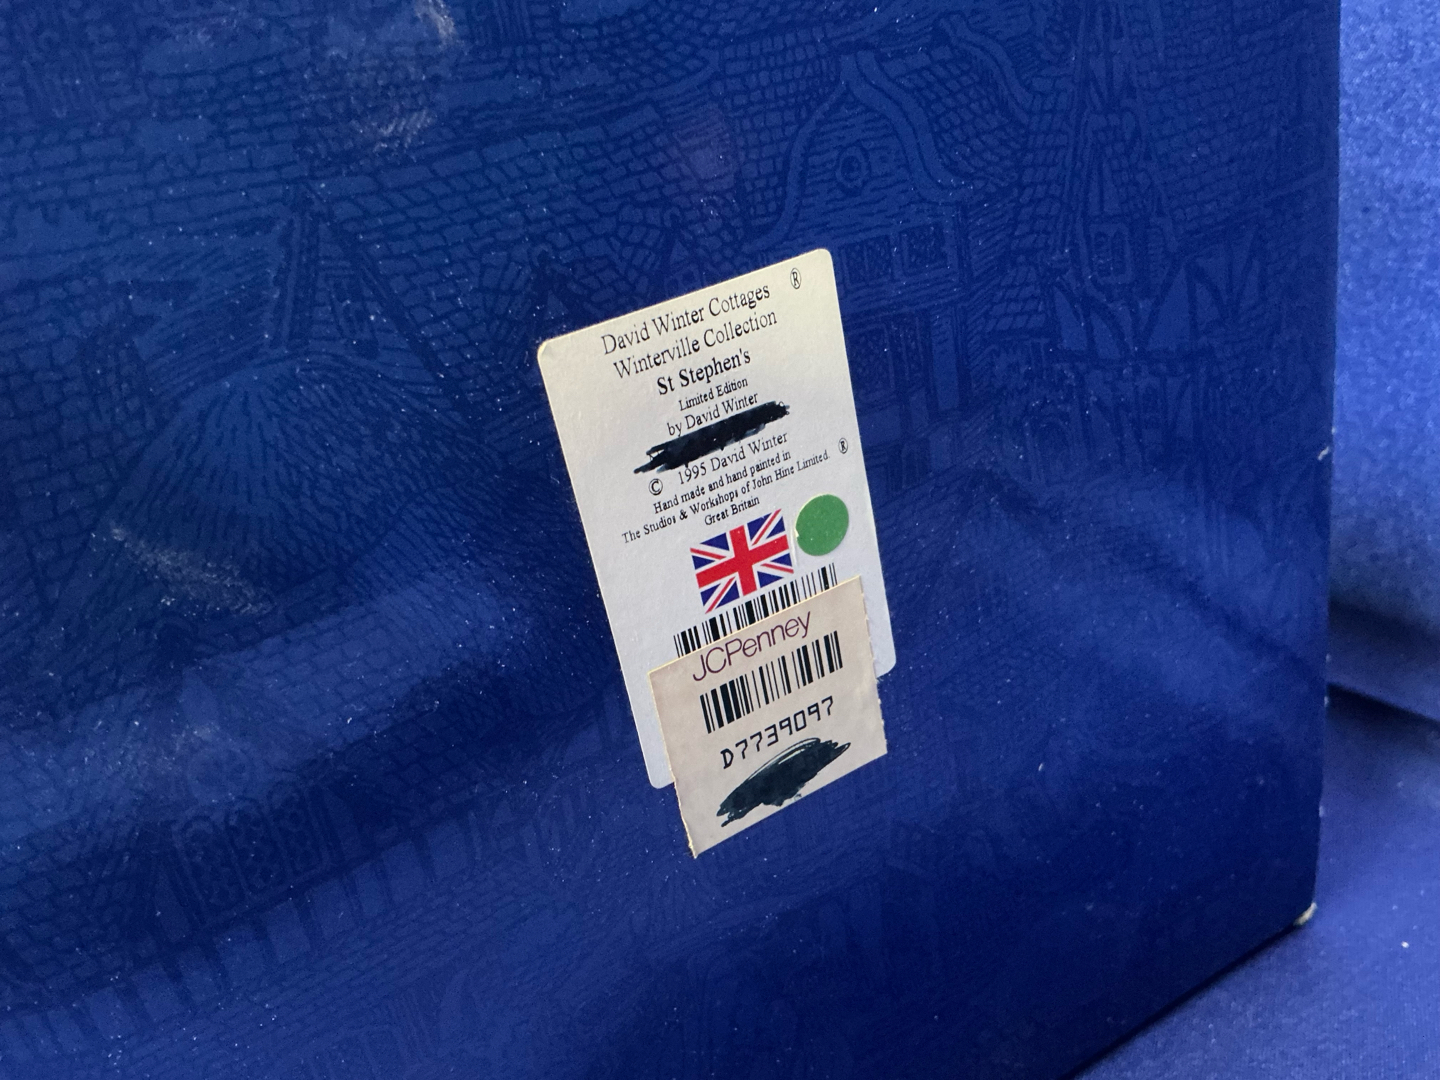 David Winter Cottages ®
Winterville Collection
St Stephen's
Limited Edition
by David Winter
© 1995 David Winter
Hand made and hand painted in
The Studios & Workshops of John Hine Limited. ®
Great Britain
JCPenney
D7739097